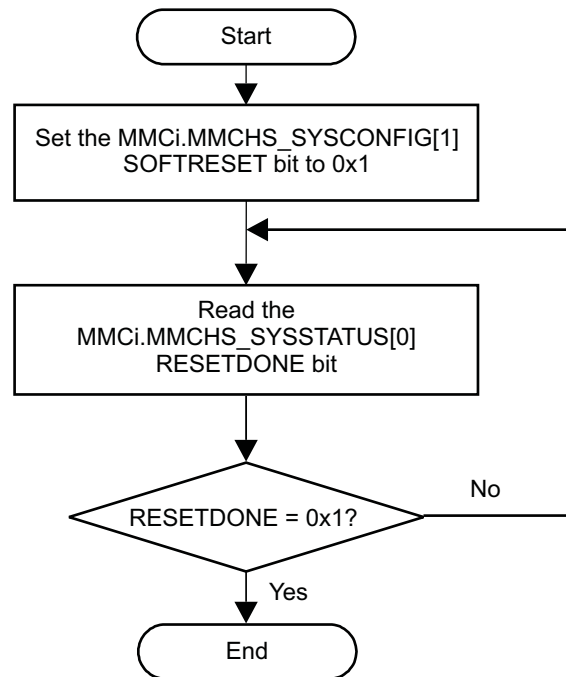 Start
Set the MMCi.MMCHS_SYSCONFIG[1]
SOFTRESET bit to 0x1
Read the
MMCi.MMCHS_SYSSTATUS[0]
RESETDONE bit
RESETDONE = 0x1?
No
Yes
End